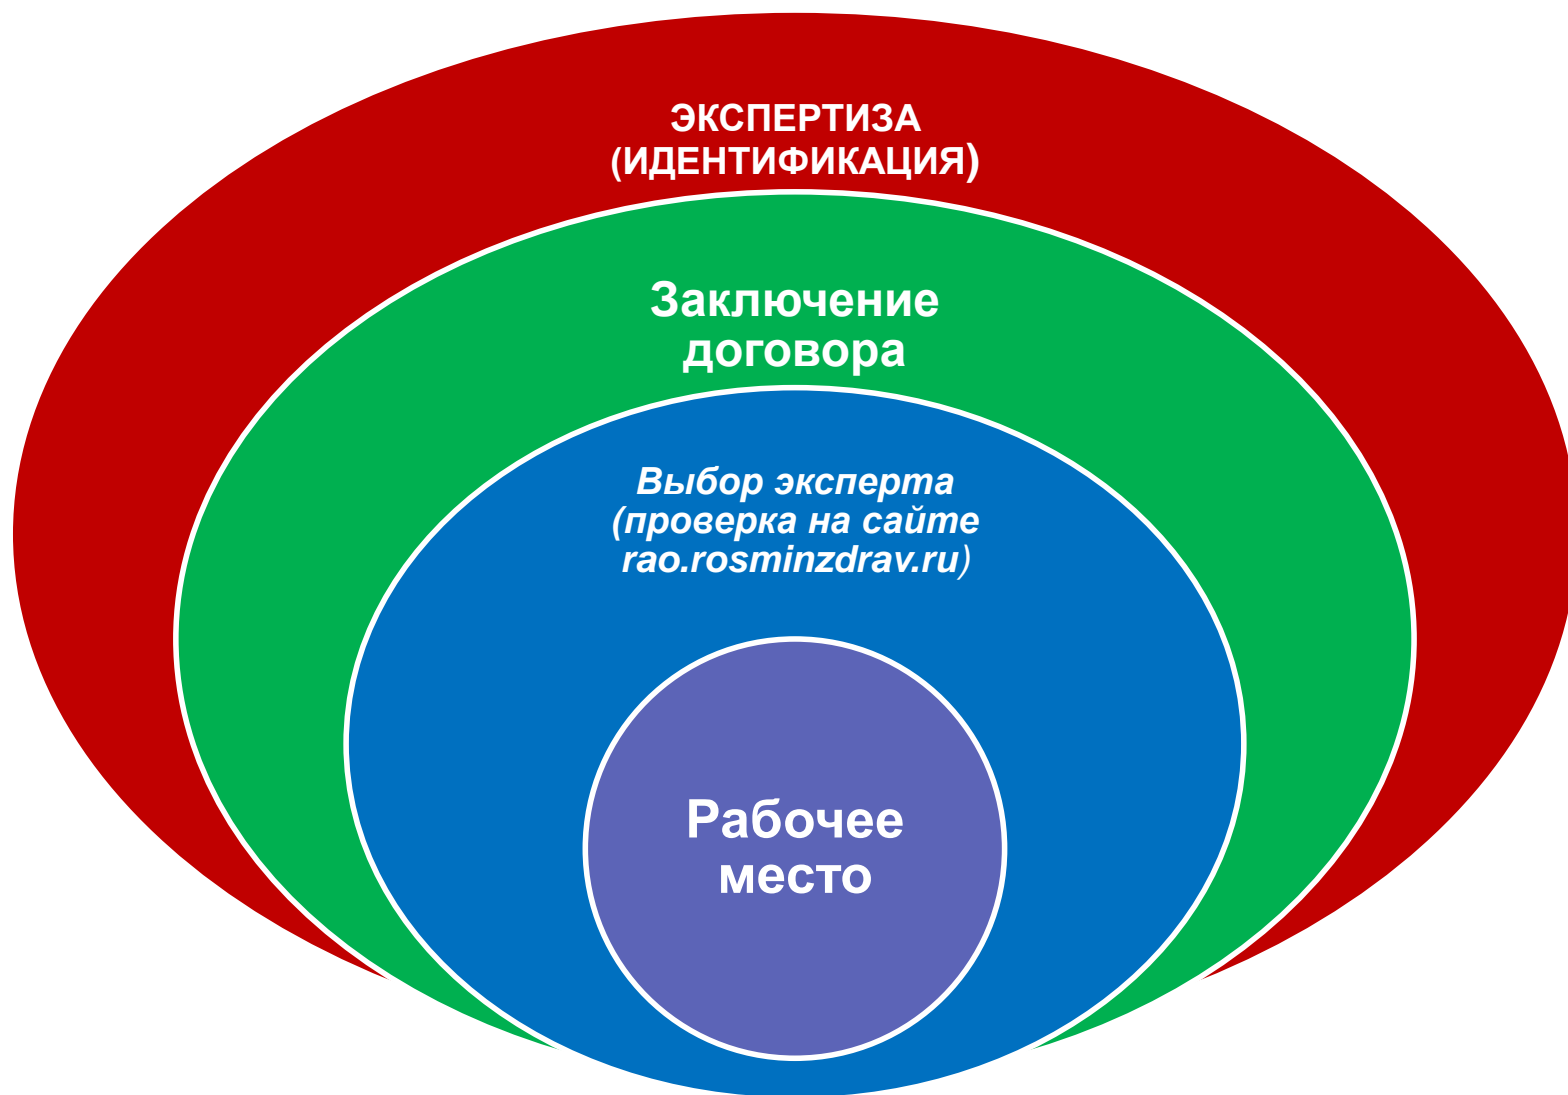 ЭКСПЕРТИЗА
(ИДЕНТИФИКАЦИЯ)
Заключение
договора
Выбор эксперта
(проверка на сайте
rao.rosminzdrav.ru)
Рабочее
место